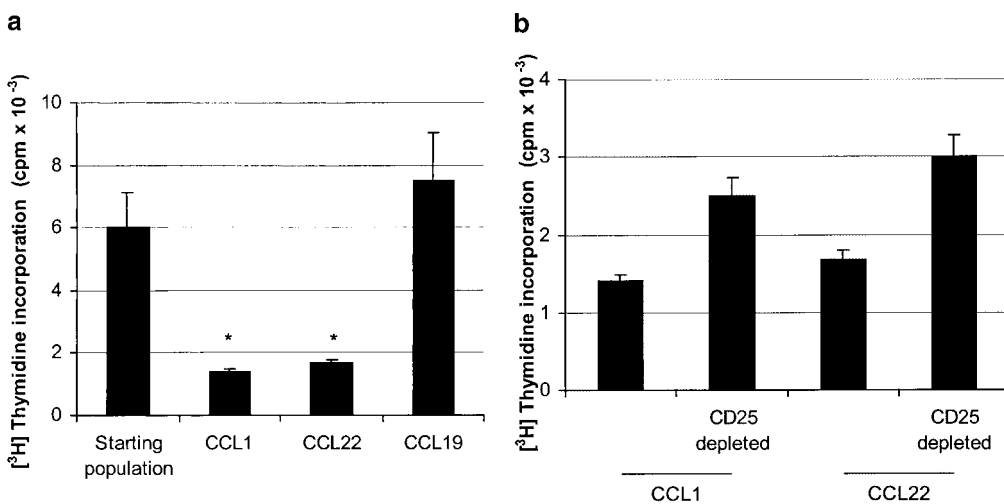 a
[³H] Thymidine incorporation (cpm x 10 ⁻³)
10
8
6
4
2
0
*
*
Starting
population
CCL1
CCL22
CCL19
b
[³H] Thymidine incorporation (cpm x 10 ⁻³)
4
3
2
1
0
CD25
depleted
CD25
depleted
CCL1
CCL22